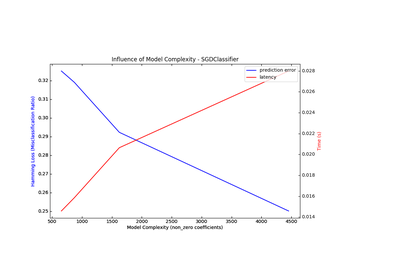 Influence of Model Complexity - SGDClassifier
prediction error
latency
Hamming Loss (Misclassification Ratio)
0.32
0.31
0.30
0.29
0.28
0.27
0.26
0.25
0.028
0.026
0.024
0.022
0.020
0.018
0.016
0.014
Time (s)
500 1000 1500 2000 2500 3000 3500 4000 4500
Model Complexity (non_zero coefficients)